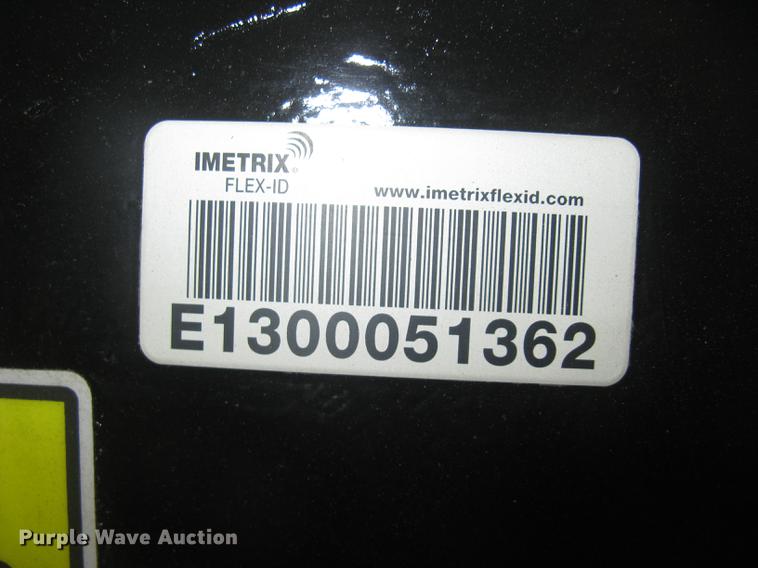 IMETRIX®
FLEX-ID
www.imetrixflexid.com
E1300051362
Purple Wave Auction